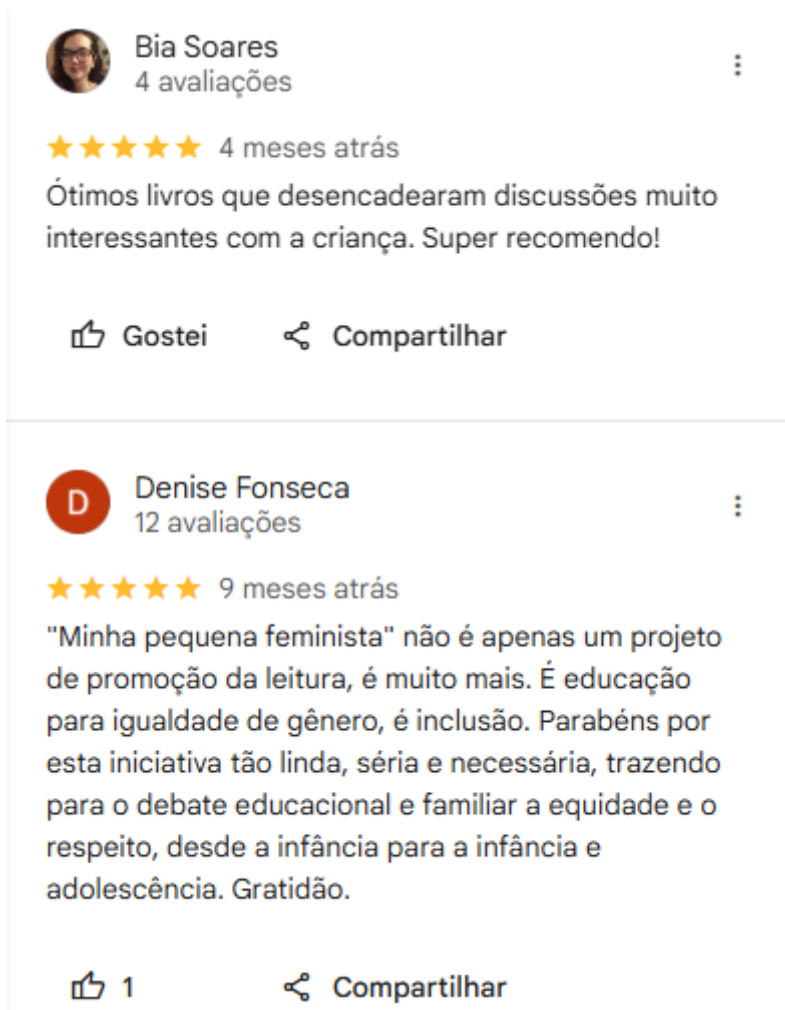 Bia Soares
4 avaliações
4 meses atrás
Ótimos livros que desencadearam discussões muito
interessantes com a criança. Super recomendo!
Gostei
Compartilhar
D
Denise Fonseca
12 avaliações
9 meses atrás
"Minha pequena feminista" não é apenas um projeto
de promoção da leitura, é muito mais. É educação
para igualdade de gênero, é inclusão. Parabéns por
esta iniciativa tão linda, séria e necessária, trazendo
para o debate educacional e familiar a equidade e o
respeito, desde a infância para a infância e
adolescência. Gratidão.
1
Compartilhar